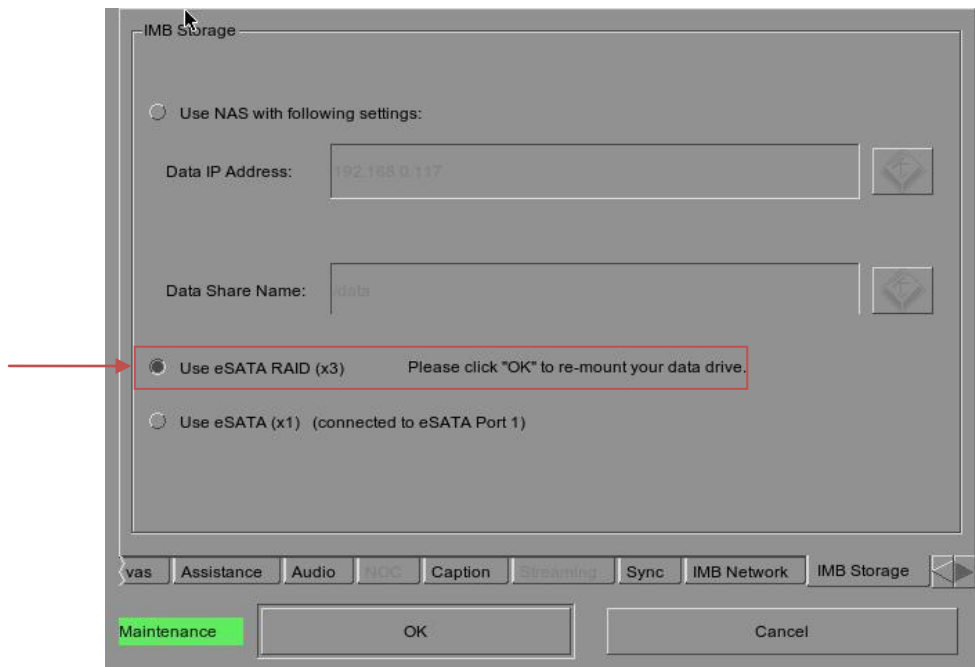 IMB Storage
Use NAS with following settings:
Data IP Address: 192.168.0.117
Data Share Name: /data
Use eSATA RAID (x3) Please click "OK" to re-mount your data drive.
Use eSATA (x1) (connected to eSATA Port 1)
vas Assistance Audio NOC Caption Streaming Sync IMB Network IMB Storage
Maintenance OK Cancel